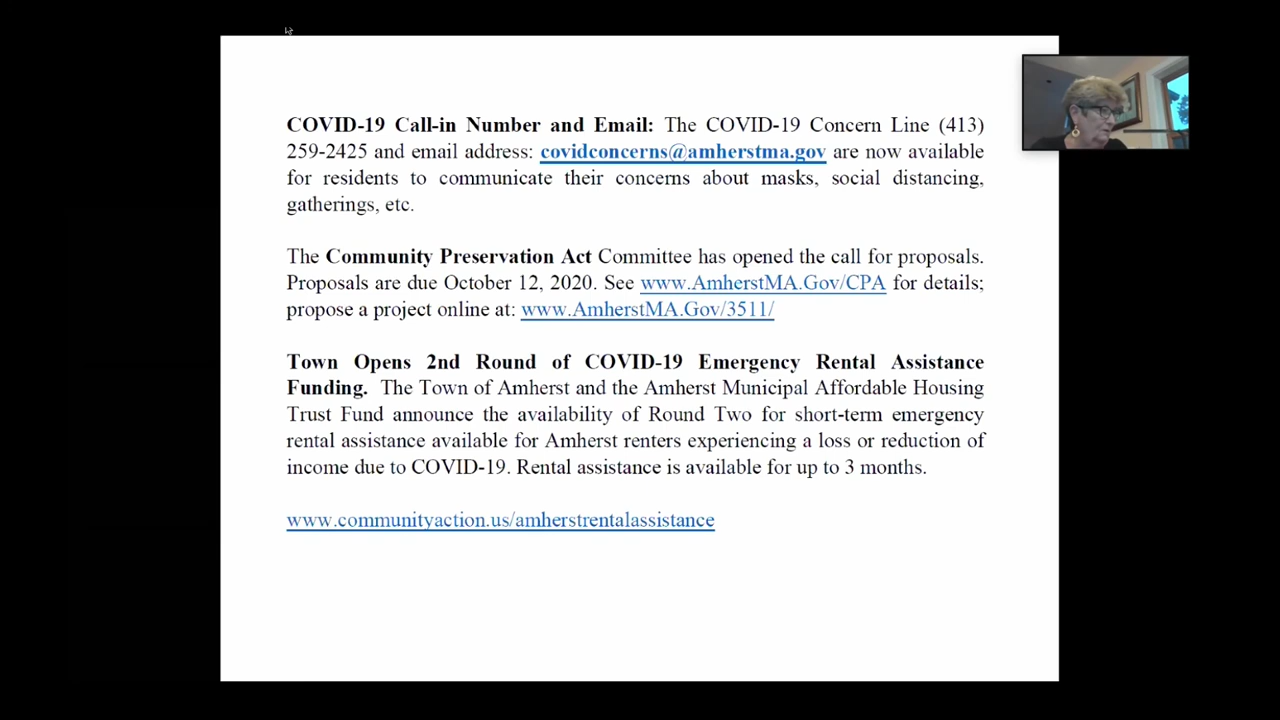 COVID-19 Call-in Number and Email: The COVID-19 Concern Line (413)
259-2425 and email address: covidconcerns@amherstma.gov are now available
for residents to communicate their concerns about masks, social distancing,
gatherings, etc.
The Community Preservation Act Committee has opened the call for proposals.
Proposals are due October 12, 2020. See www.AmherstMA.Gov/CPA for details;
propose a project online at: www.AmherstMA.Gov/3511/
Town Opens 2nd Round of COVID-19 Emergency Rental Assistance
Funding. The Town of Amherst and the Amherst Municipal Affordable Housing
Trust Fund announce the availability of Round Two for short-term emergency
rental assistance available for Amherst renters experiencing a loss or reduction of
income due to COVID-19. Rental assistance is available for up to 3 months.
www.communityaction.us/amherstrentalassistance